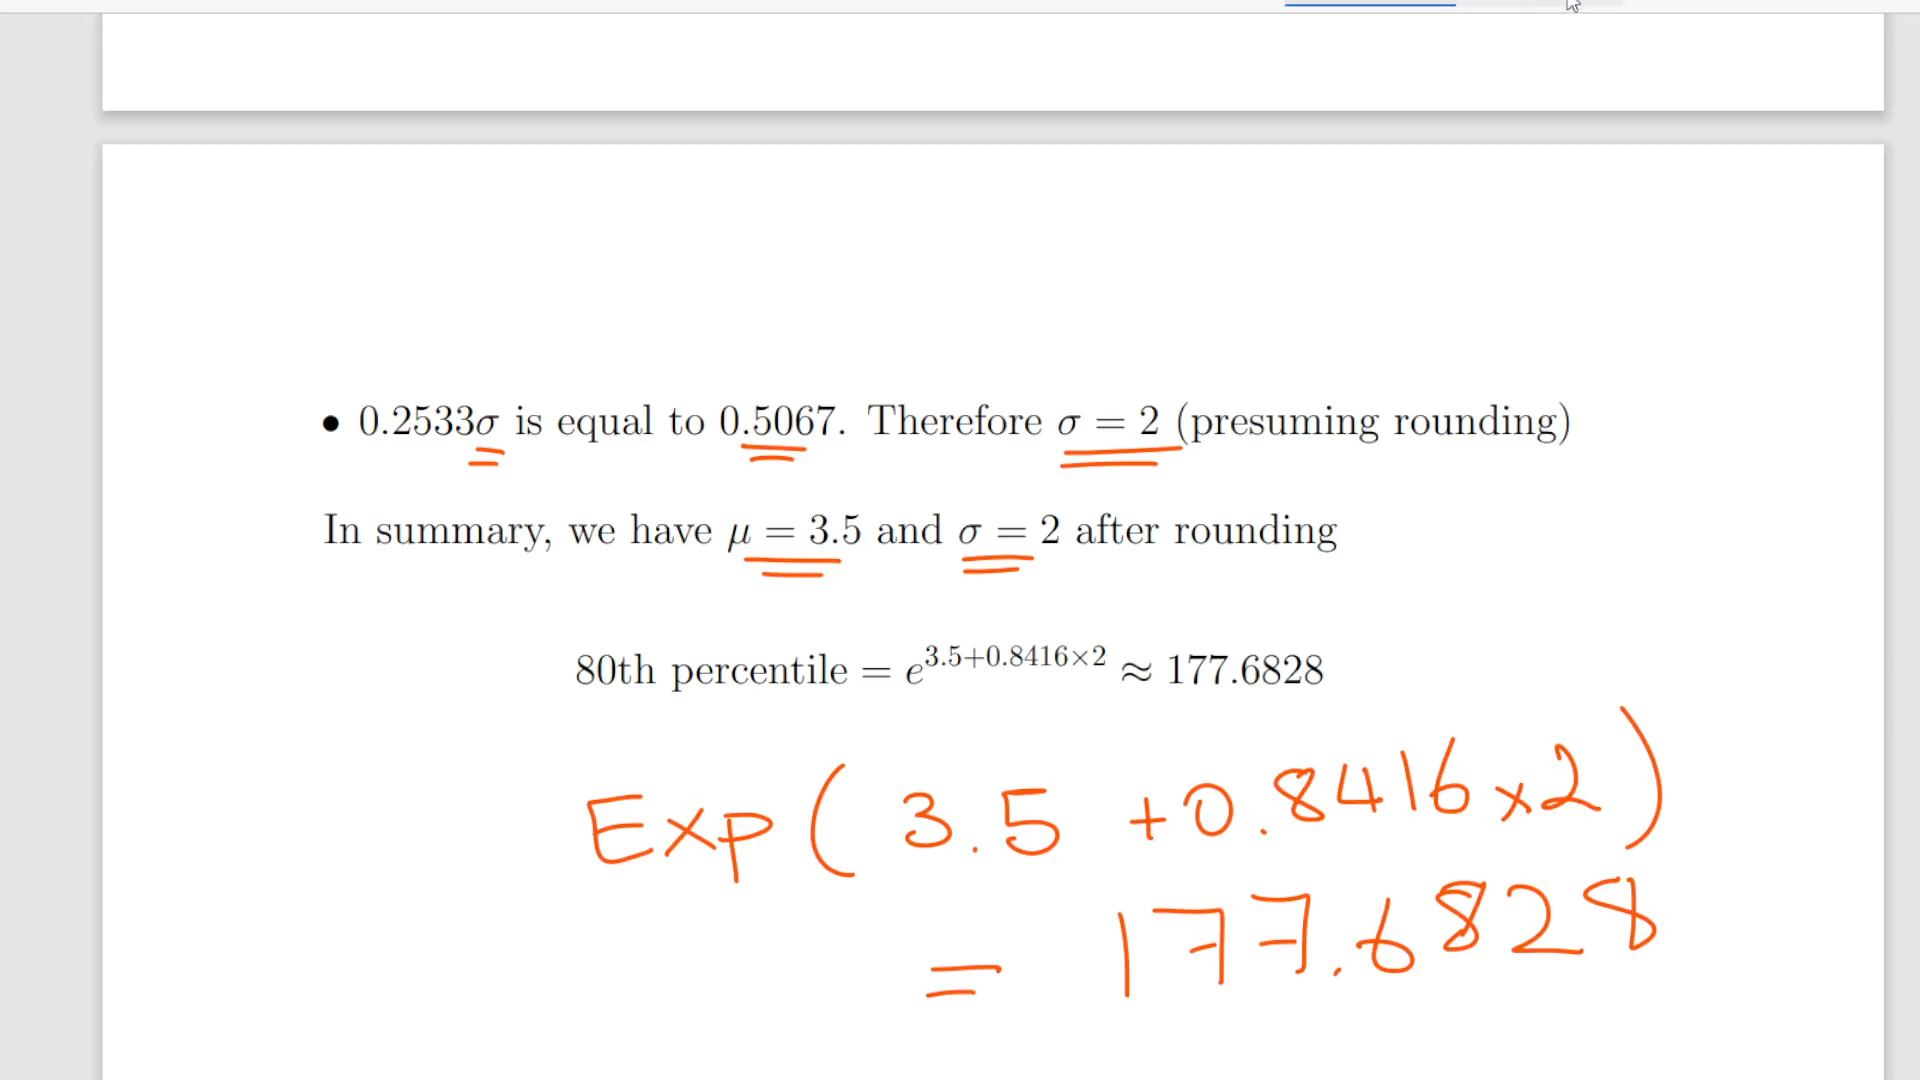 • 0.2533σ is equal to 0.5067. Therefore σ = 2 (presuming rounding)
In summary, we have μ = 3.5 and σ = 2 after rounding
80th percentile = e^{3.5+0.8416×2} ≈ 177.6828
Exp ( 3.5 + 0.8416 × 2 )
= 177.6828